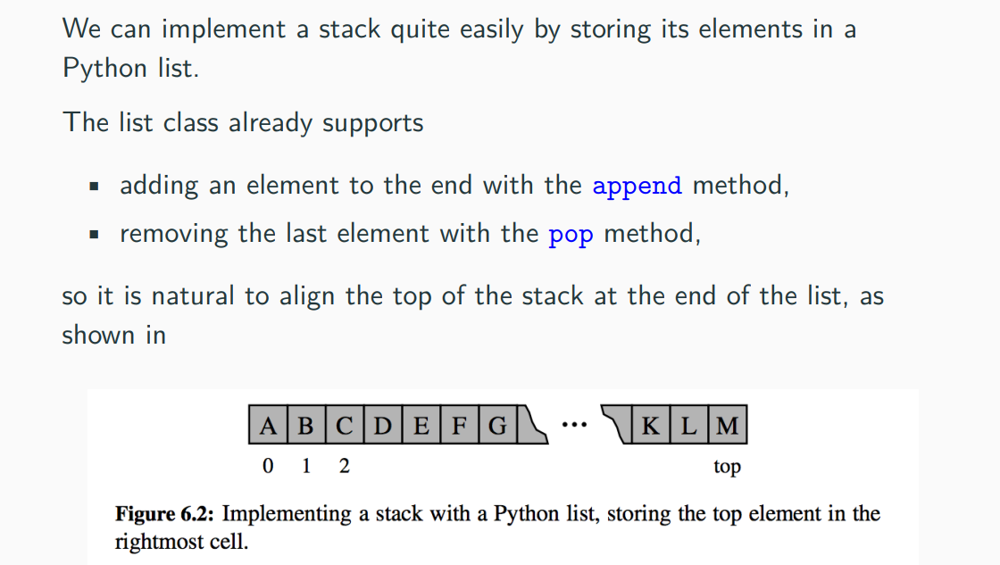 We can implement a stack quite easily by storing its elements in a
Python list.
The list class already supports
▪ adding an element to the end with the append method,
▪ removing the last element with the pop method,
so it is natural to align the top of the stack at the end of the list, as
shown in
A B C D E F G ••• K L M
0 1 2 top
Figure 6.2: Implementing a stack with a Python list, storing the top element in the
rightmost cell.